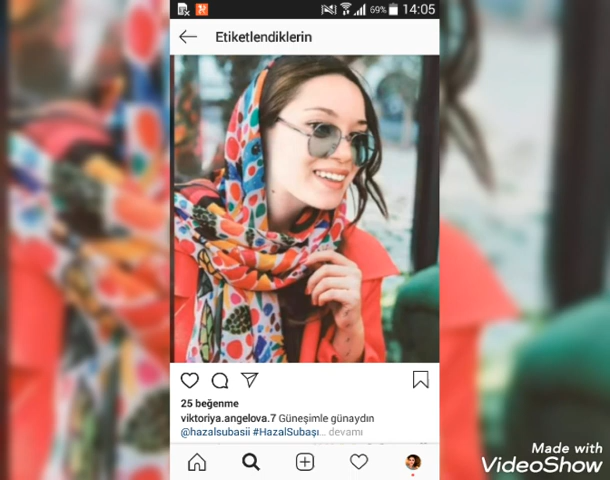 69% 14:05
Etiketlendiklerin
25 beğenme
viktoriya.angelova.7 Güneşimle günaydın
@hazalsubasii #HazalSubaşı... devamı
Made with
VideoShow